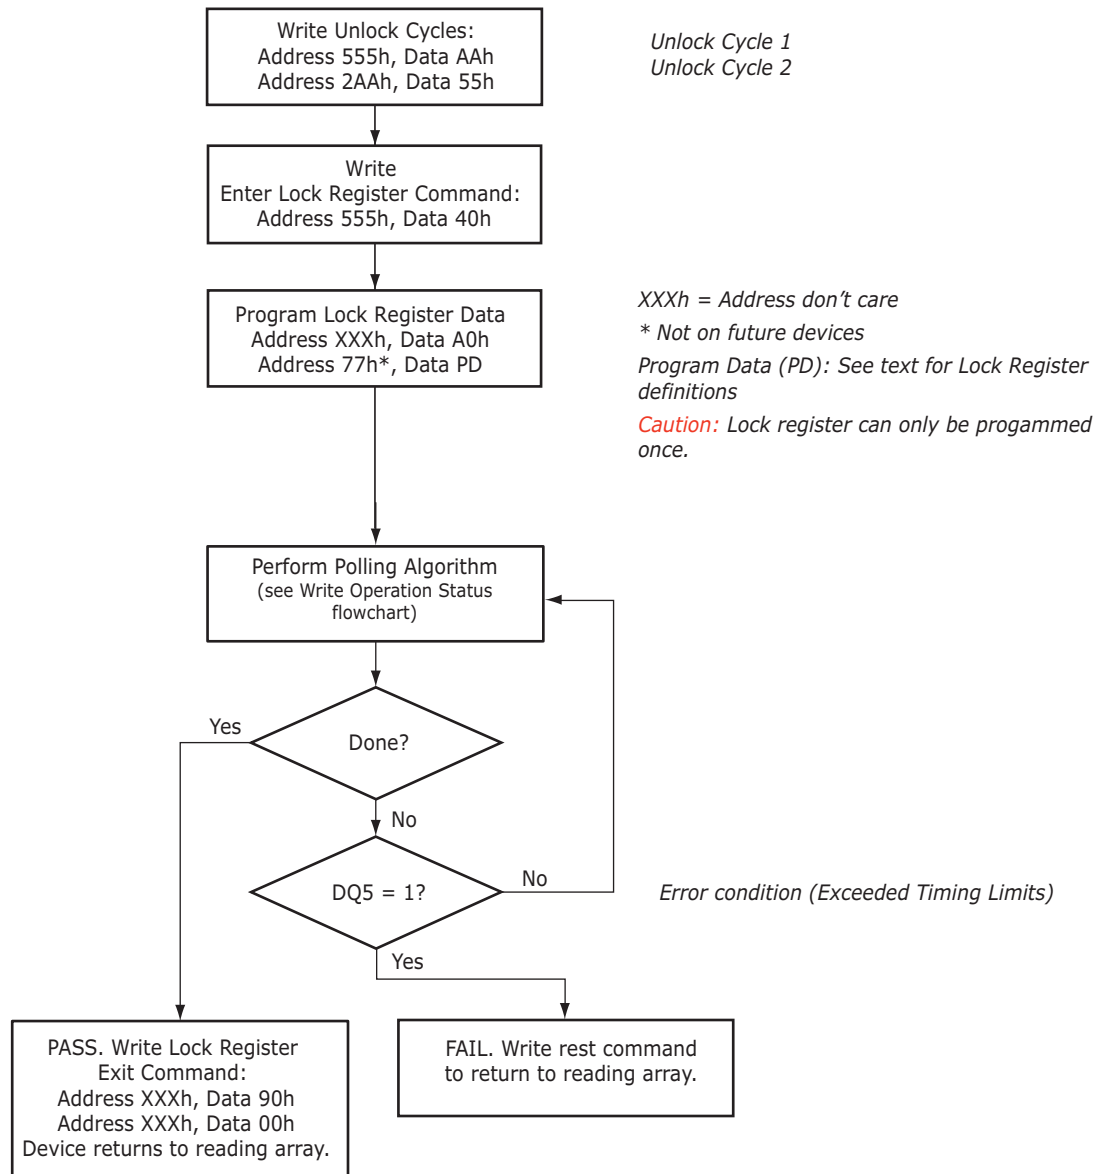 Write Unlock Cycles:
Address 555h, Data AAh
Address 2AAh, Data 55h
Unlock Cycle 1
Unlock Cycle 2
Write
Enter Lock Register Command:
Address 555h, Data 40h
Program Lock Register Data
Address XXXh, Data A0h
Address 77h*, Data PD
XXXh = Address don't care
* Not on future devices
Program Data (PD): See text for Lock Register
definitions
Caution: Lock register can only be progammed
once.
Perform Polling Algorithm
(see Write Operation Status
flowchart)
Yes
Done?
No
DQ5 = 1?
No
Error condition (Exceeded Timing Limits)
Yes
PASS. Write Lock Register
Exit Command:
Address XXXh, Data 90h
Address XXXh, Data 00h
Device returns to reading array.
FAIL. Write rest command
to return to reading array.